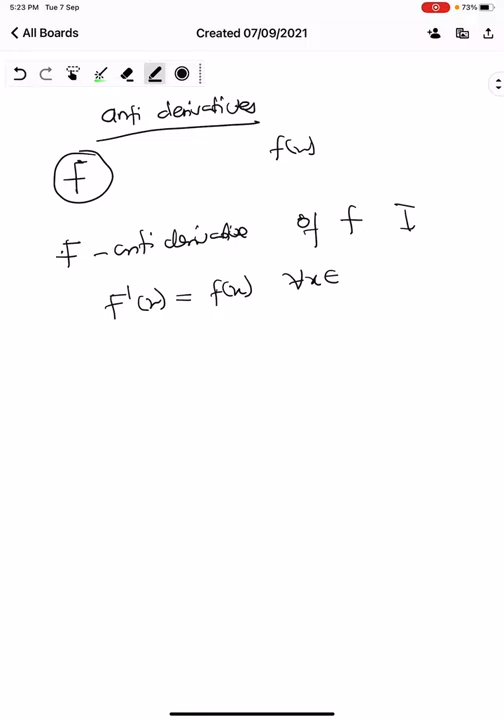 5:23 PM Tue 7 Sep 73%
All Boards Created 07/09/2021
anti derivatives
f(x)
F
F - anti derivative of f I
F'(x) = f(x) ∀x∈